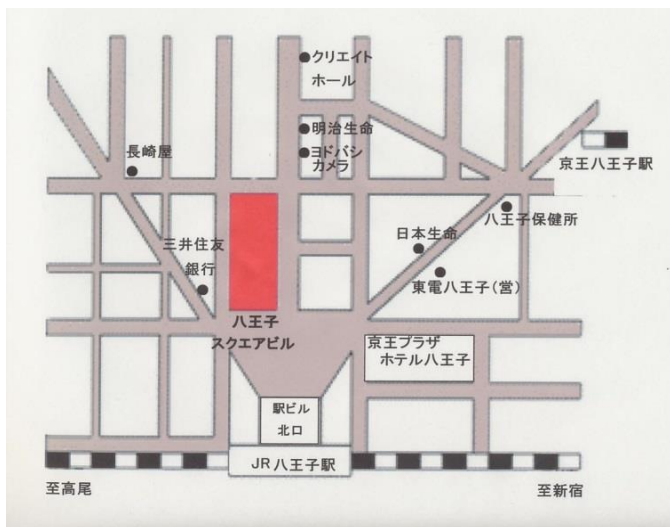 クリエイト
ホール
明治生命
ヨドバシ
カメラ
長崎屋
京王八王子駅
八王子保健所
三井住友
銀行
日本生命
東電八王子(営)
八王子
スクエアビル
京王プラザ
ホテル八王子
駅ビル
北口
JR八王子駅
至高尾
至新宿